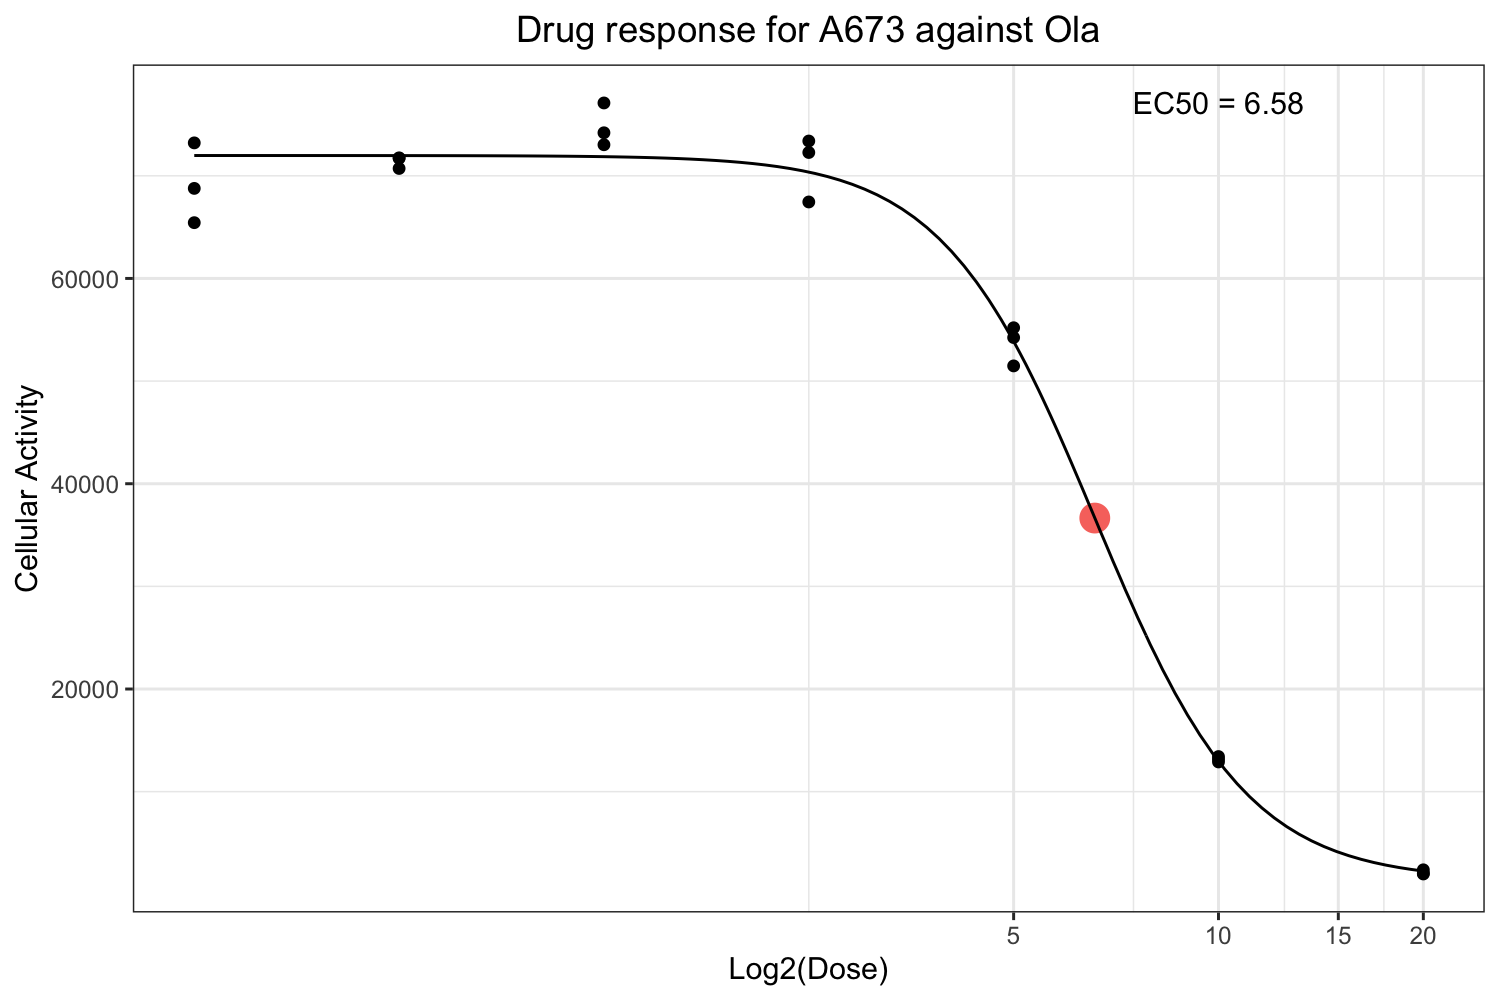 Drug response for A673 against Ola
EC50 = 6.58
Cellular Activity
60000
40000
20000
5 10 15 20
Log2(Dose)